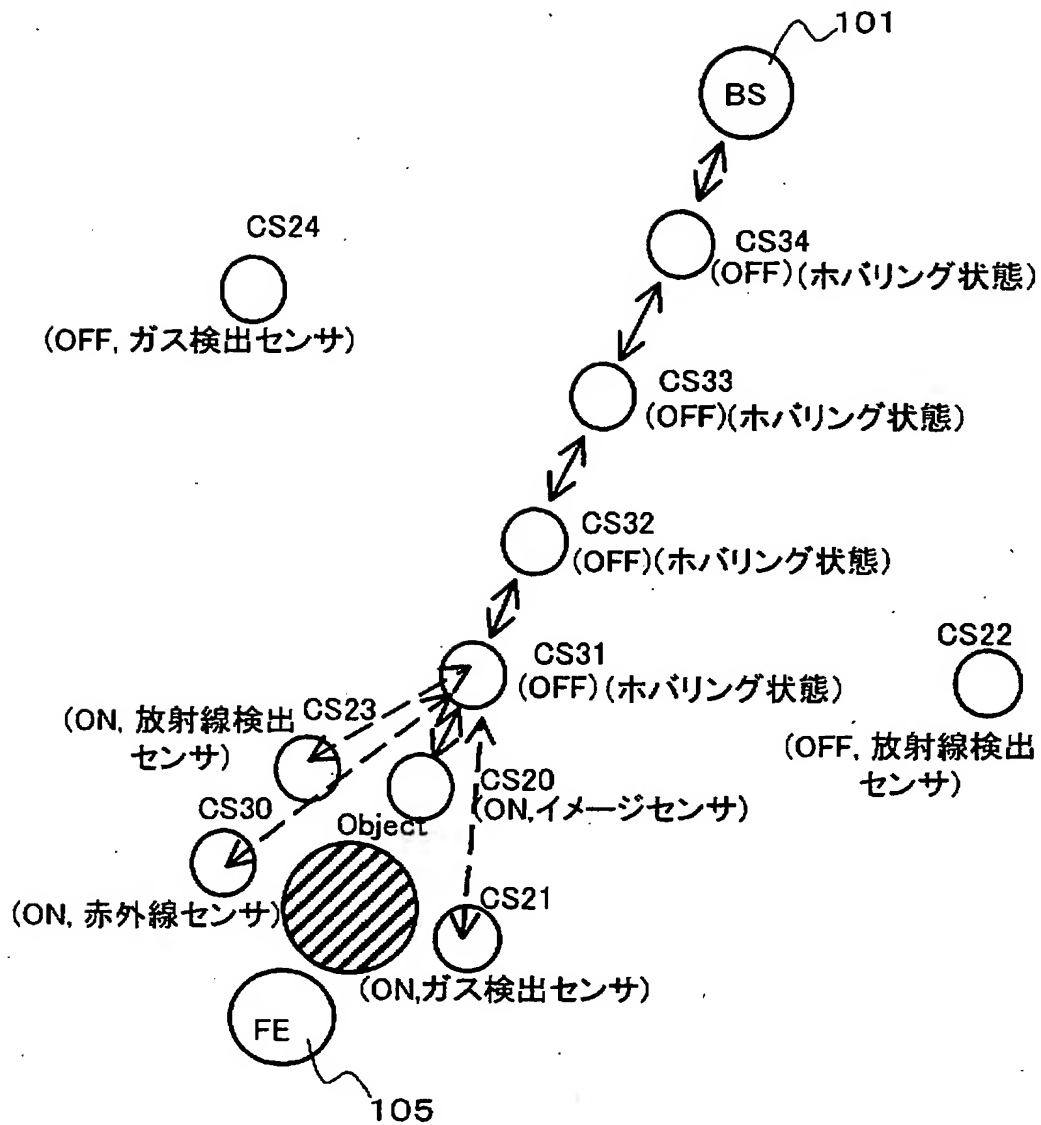 101
BS
CS24
(OFF, ガス検出センサ)
CS34
(OFF)(ホバリング状態)
CS33
(OFF)(ホバリング状態)
CS32
(OFF)(ホバリング状態)
CS31
(OFF)(ホバリング状態)
CS22
(OFF, 放射線検出
センサ)
CS23
(ON, 放射線検出
センサ)
CS20
(ON,イメージセンサ)
CS30
(ON, 赤外線センサ)
Object
CS21
(ON,ガス検出センサ)
FE
105